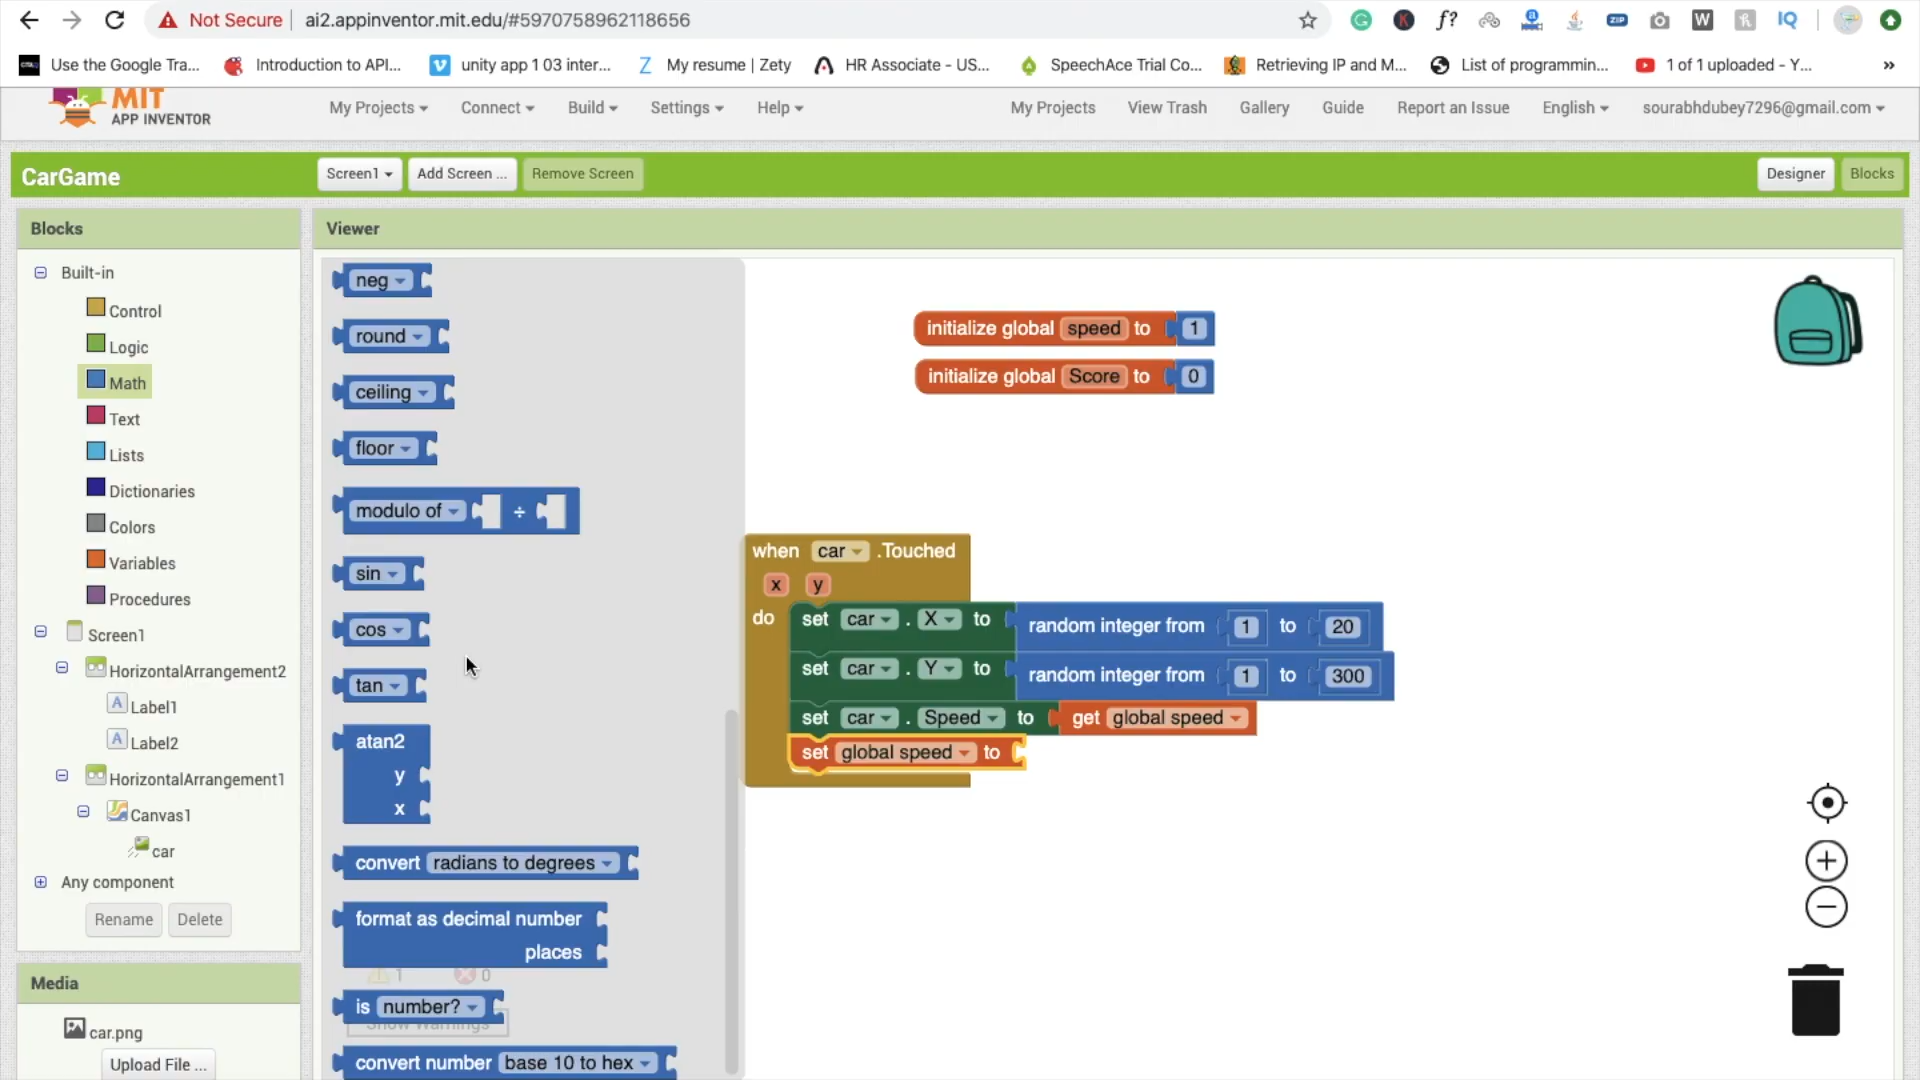 Not Secure | ai2.appinventor.mit.edu/#5970758962118656
f? ZIP W IQ
Use the Google Tra... Introduction to API... unity app 1 03 inter... My resume | Zety HR Associate - US... SpeechAce Trial Co... Retrieving IP and M... List of programmin... 1 of 1 uploaded - Y... »
MIT
APP INVENTOR
My Projects Connect Build Settings Help My Projects View Trash Gallery Guide Report an Issue English sourabhdubey7296@gmail.com
CarGame Screen1 Add Screen ... Remove Screen Designer Blocks
Blocks Viewer
Built-in
Control
Logic
Math
Text
Lists
Dictionaries
Colors
Variables
Procedures
Screen1
HorizontalArrangement2
A Label1
A Label2
HorizontalArrangement1
Canvas1
car
Any component
Rename Delete
Media
car.png
Upload File ...
neg
round
ceiling
floor
modulo of ÷
sin
cos
tan
atan2
y
x
convert radians to degrees
format as decimal number
places
1 0
is number?
Show Warnings
convert number base 10 to hex
initialize global speed to 1
initialize global Score to 0
when car .Touched
x y
do set car . X to random integer from 1 to 20
set car . Y to random integer from 1 to 300
set car . Speed to get global speed
set global speed to